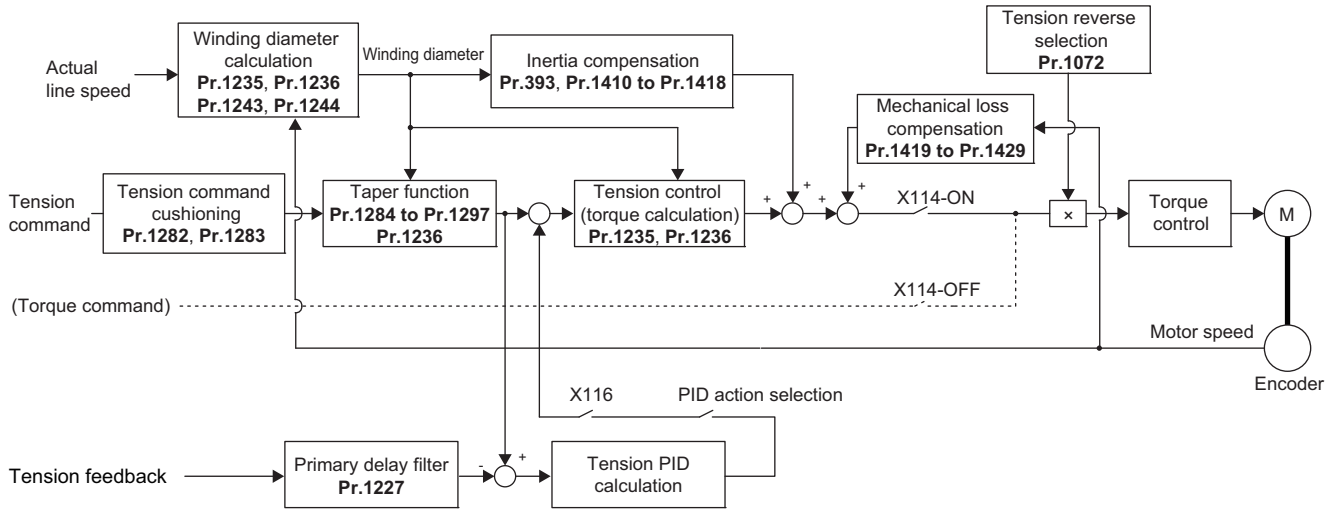 Actual
line speed
Winding diameter
calculation
Pr.1235, Pr.1236
Pr.1243, Pr.1244
Winding diameter
Inertia compensation
Pr.393, Pr.1410 to Pr.1418
Tension reverse
selection
Pr.1072
Mechanical loss
compensation
Pr.1419 to Pr.1429
Tension
command
Tension command
cushioning
Pr.1282, Pr.1283
Taper function
Pr.1284 to Pr.1297
Pr.1236
Tension control
(torque calculation)
Pr.1235, Pr.1236
+
+
+
+
X114-ON
×
Torque
control
M
(Torque command)
X114-OFF
Motor speed
Encoder
X116
PID action selection
Tension feedback
Primary delay filter
Pr.1227
-
+
Tension PID
calculation